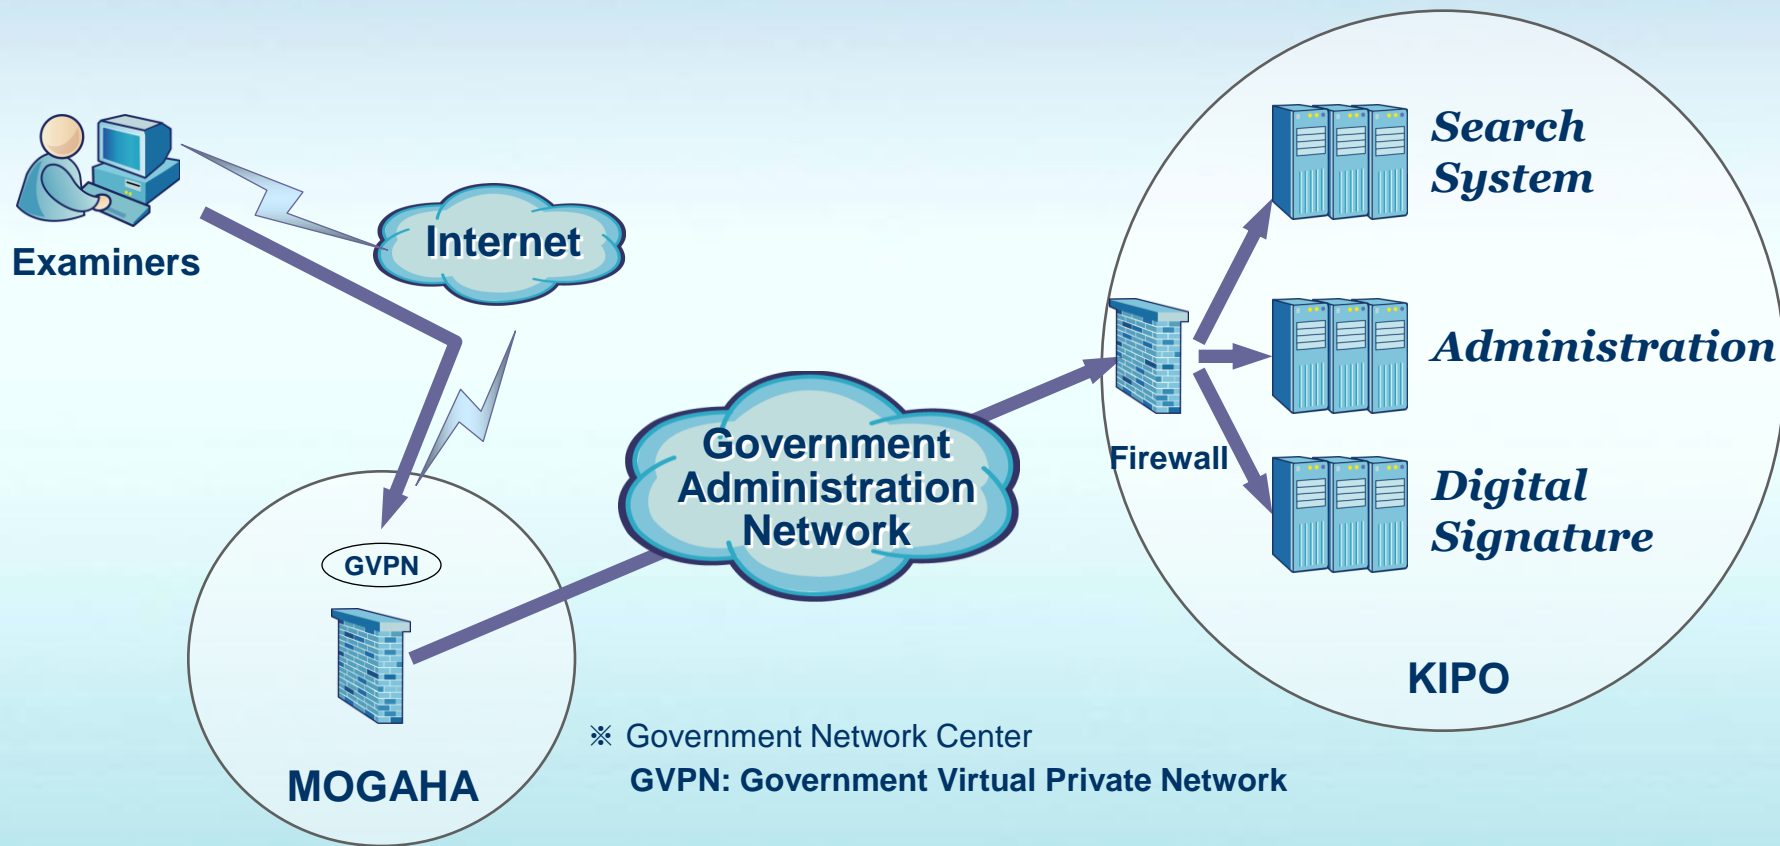 Examiners
Internet
GVPN
MOGAHA
Government
Administration
Network
※ Government Network Center
GVPN: Government Virtual Private Network
Firewall
Search
System
Administration
Digital
Signature
KIPO